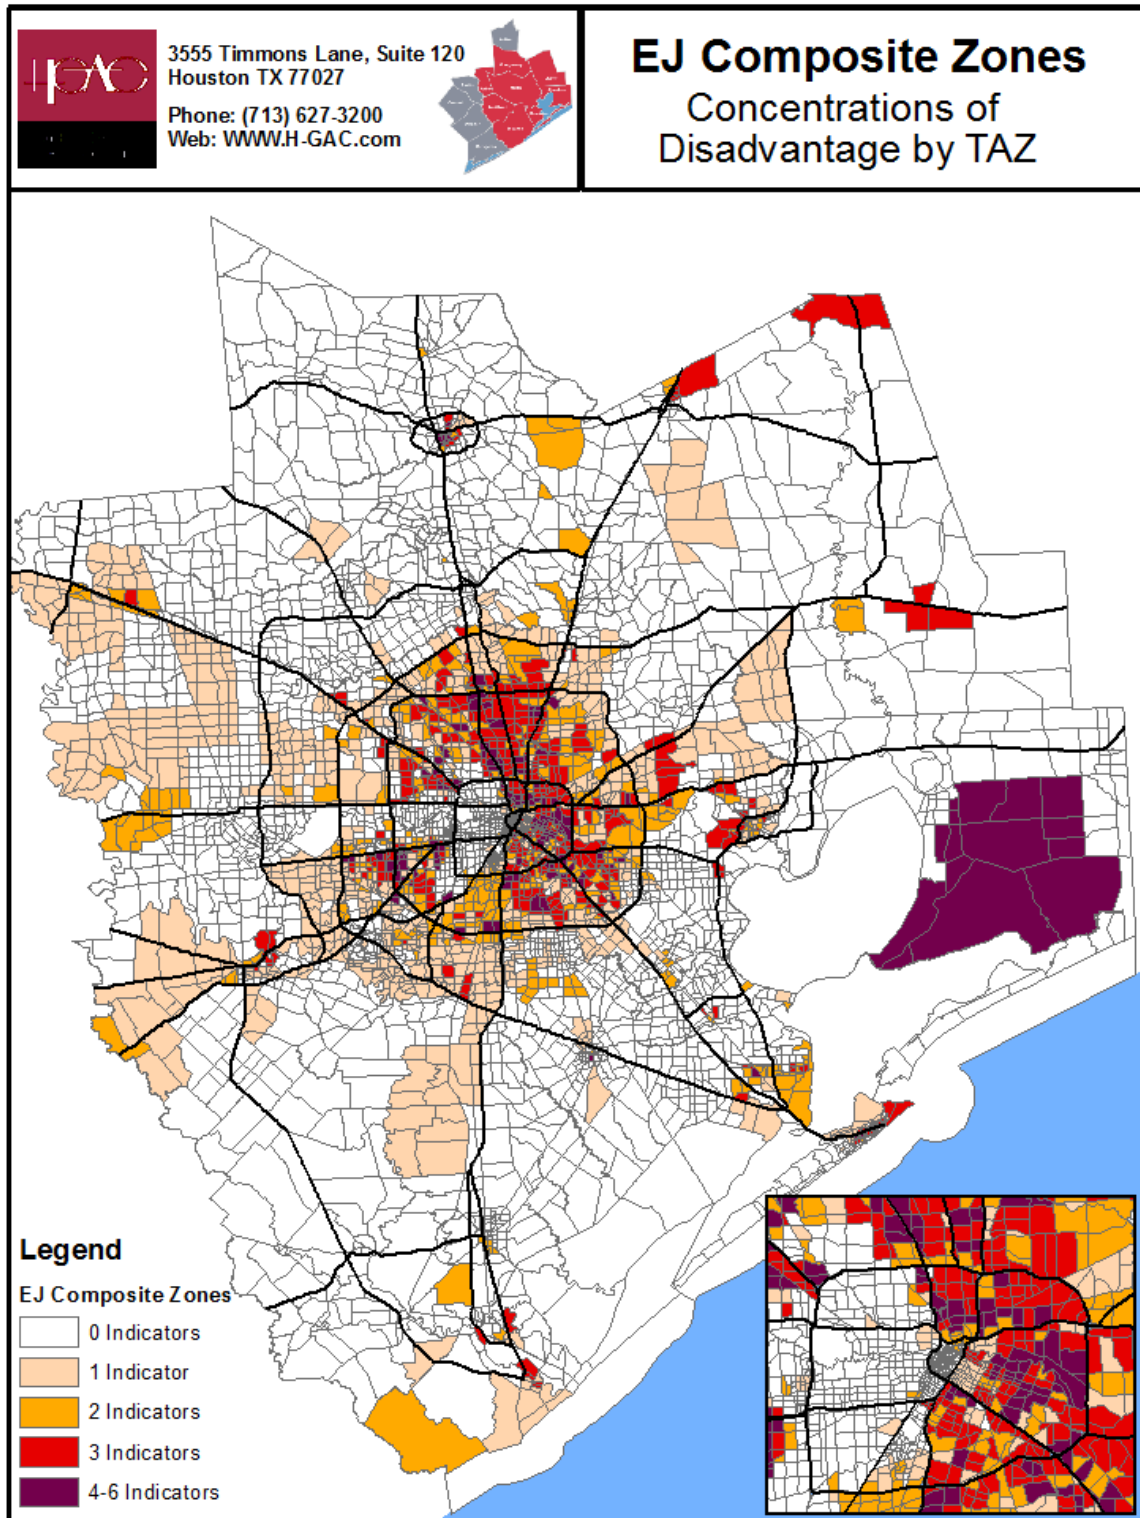 HGAC
3555 Timmons Lane, Suite 120
Houston TX 77027
Phone: (713) 627-3200
Web: WWW.H-GAC.com
EJ Composite Zones
Concentrations of
Disadvantage by TAZ
Legend
EJ Composite Zones
0 Indicators
1 Indicator
2 Indicators
3 Indicators
4-6 Indicators